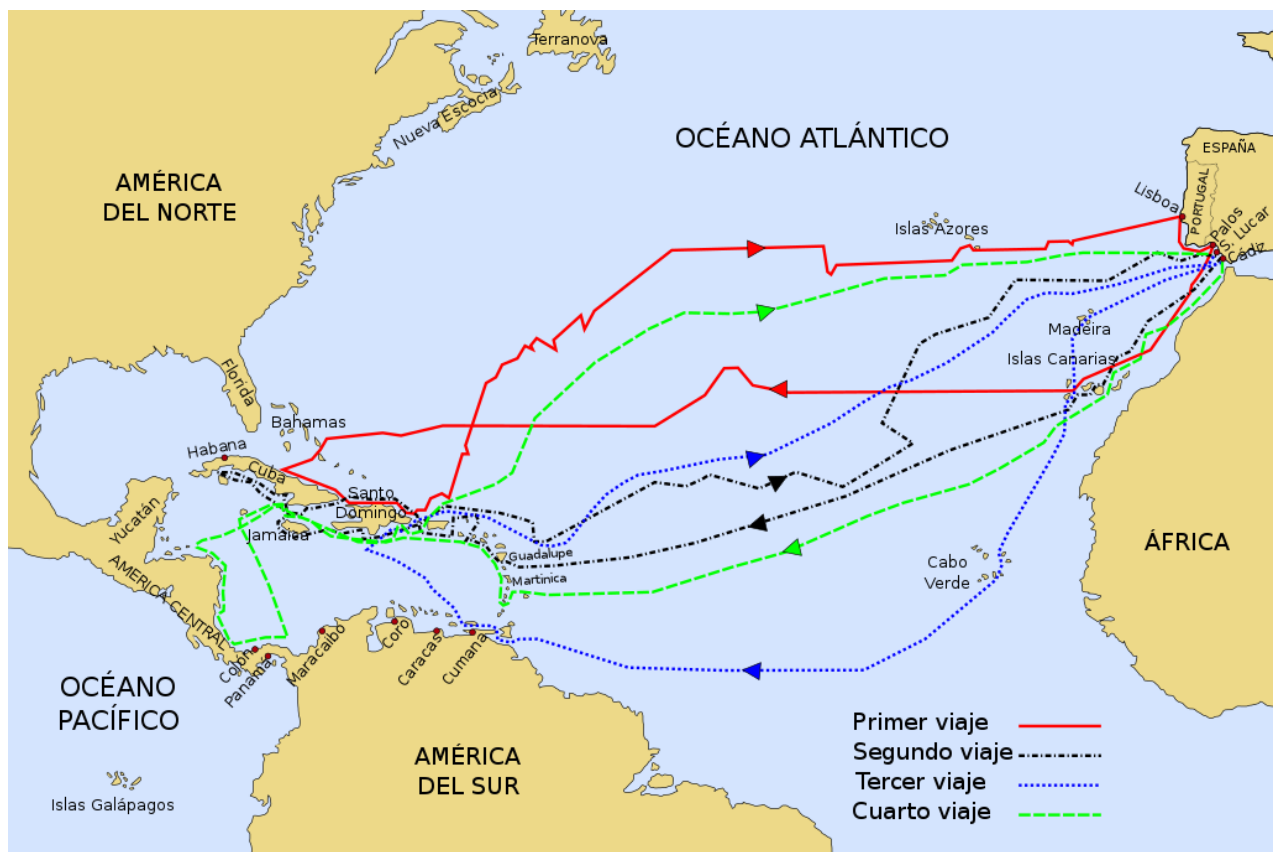 Terranova
Nueva Escocia
OCÉANO ATLÁNTICO
ESPAÑA
PORTUGAL
AMÉRICA
DEL NORTE
Lisboa
Palos
S. Lucar
Cádiz
Islas Azores
Madeira
Islas Canarias
Florida
Bahamas
Habana
Cuba
Santo
Domingo
Yucatán
Jamaica
Guadalupe
Martinica
ÁFRICA
Cabo
Verde
AMÉRICA CENTRAL
Colón
Panamá
Maracaibo
Coro
Caracas
Cumana
OCÉANO
PACÍFICO
AMÉRICA
DEL SUR
Islas Galápagos
Primer viaje
Segundo viaje
Tercer viaje
Cuarto viaje